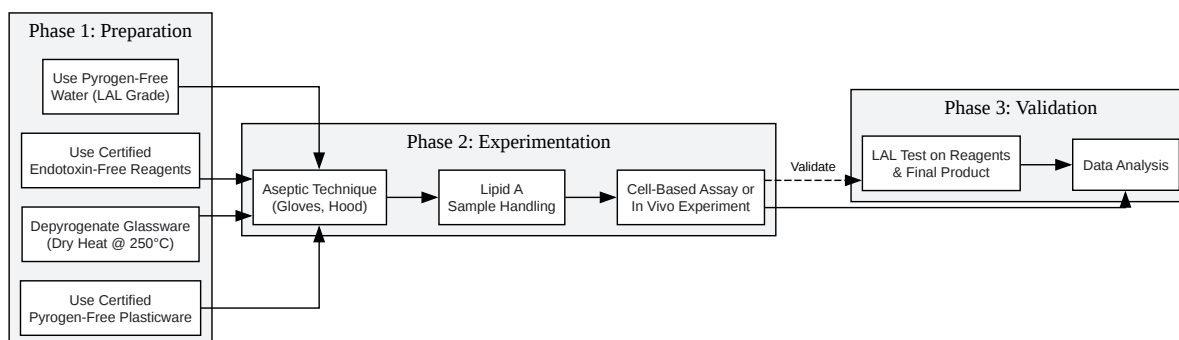 Phase 1: Preparation
Use Pyrogen-Free
Water (LAL Grade)
Use Certified
Endotoxin-Free Reagents
Depyrogenate Glassware
(Dry Heat @ 250°C)
Use Certified
Pyrogen-Free Plasticware
Phase 2: Experimentation
Aseptic Technique
(Gloves, Hood)
Lipid A
Sample Handling
Cell-Based Assay or
In Vivo Experiment
Validate
Phase 3: Validation
LAL Test on Reagents
& Final Product
Data Analysis